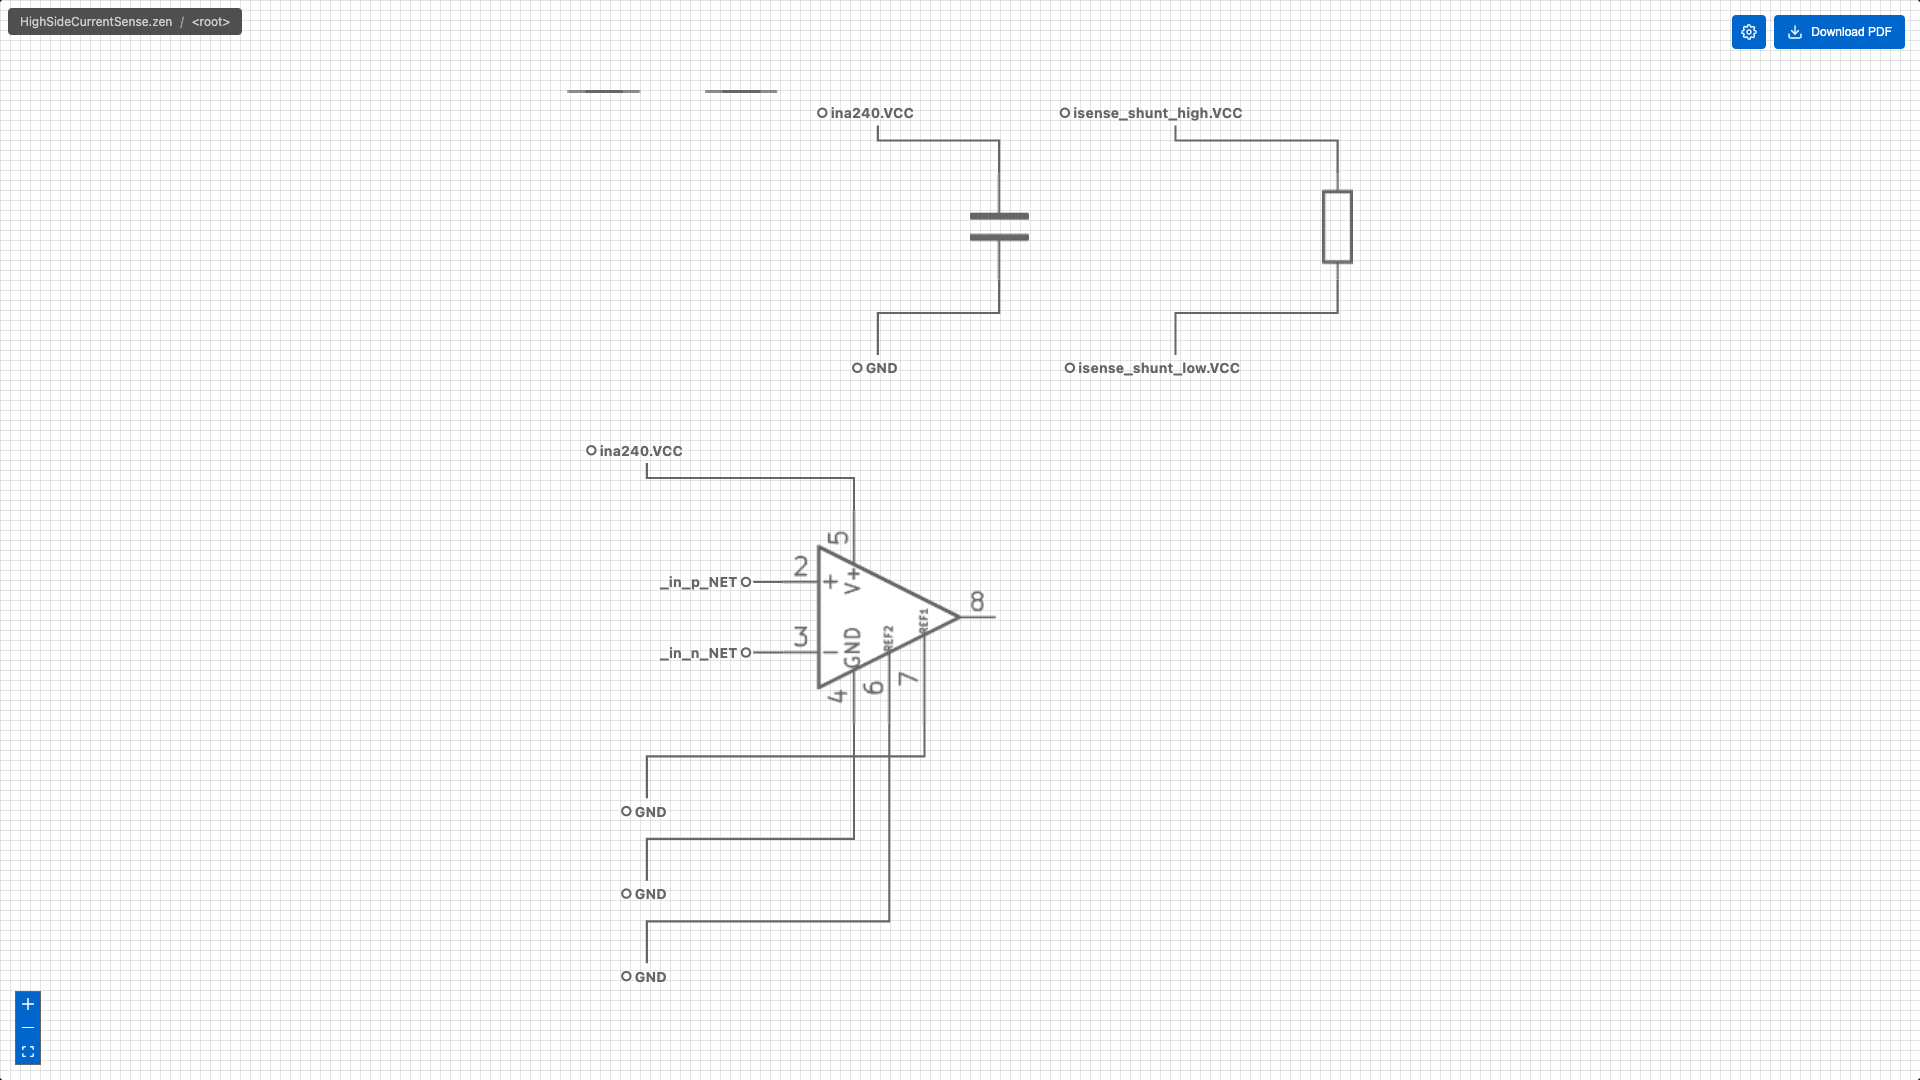 HighSideCurrentSense.zen / <root>
Download PDF
ina240.VCC
isense_shunt_high.VCC
GND
isense_shunt_low.VCC
ina240.VCC
5
2
+
V+
_in_p_NET
8
REF1
REF2
3
GND
_in_n_NET
−
4
6
7
GND
GND
GND